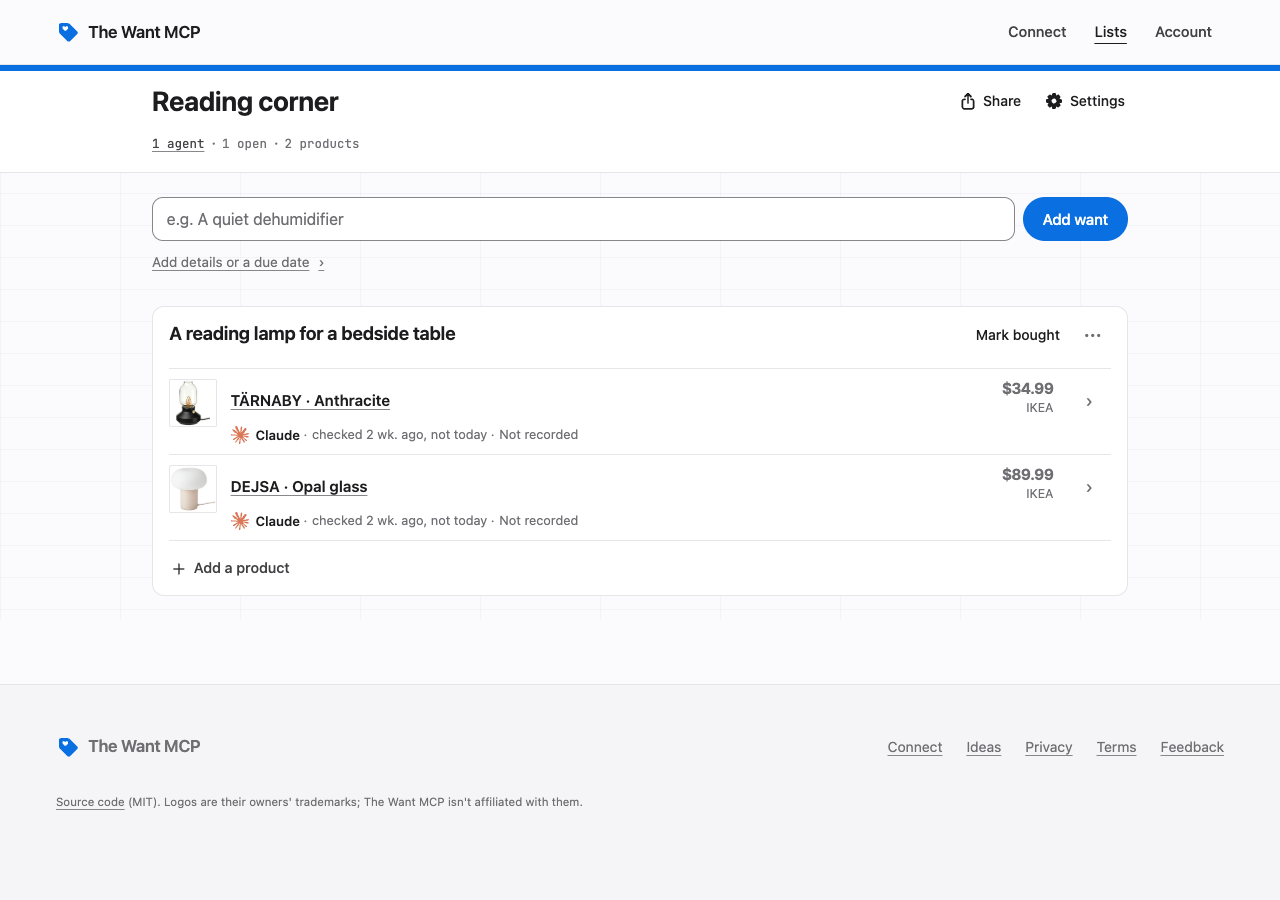 The Want MCP
Connect
Lists
Account
Reading corner
Share
Settings
1 agent · 1 open · 2 products
e.g. A quiet dehumidifier
Add want
Add details or a due date ›
A reading lamp for a bedside table
Mark bought
···
TÄRNABY · Anthracite
$34.99
IKEA
›
Claude · checked 2 wk. ago, not today · Not recorded
DEJSA · Opal glass
$89.99
IKEA
›
Claude · checked 2 wk. ago, not today · Not recorded
+ Add a product
The Want MCP
Connect
Ideas
Privacy
Terms
Feedback
Source code (MIT). Logos are their owners' trademarks; The Want MCP isn't affiliated with them.